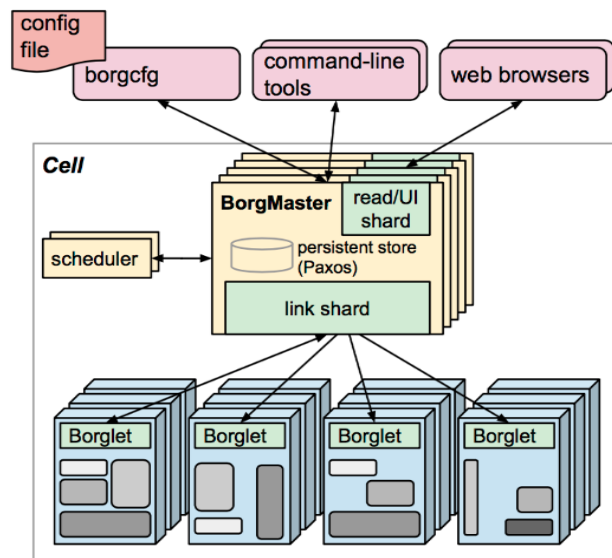 config
file
borgcfg
command-line
tools
web browsers
Cell
BorgMaster
read/UI
shard
persistent store
(Paxos)
scheduler
link shard
Borglet
Borglet
Borglet
Borglet